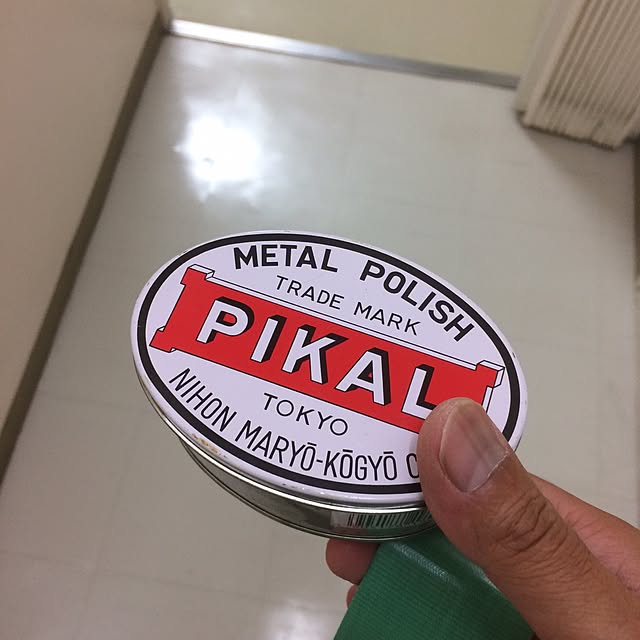 METAL POLISH
TRADE MARK
PIKAL
TOKYO
NIHON MARYŌ-KŌGYŌ